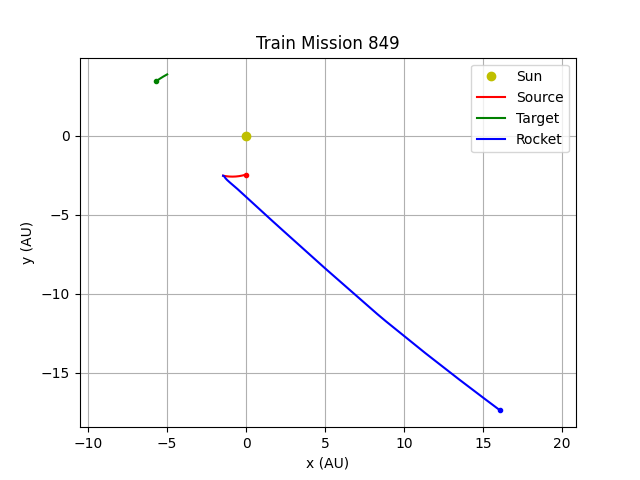 Train Mission 849
Sun
Source
Target
Rocket
0
−5
−10
−15
y (AU)
−10
−5
0
5
10
15
20
x (AU)